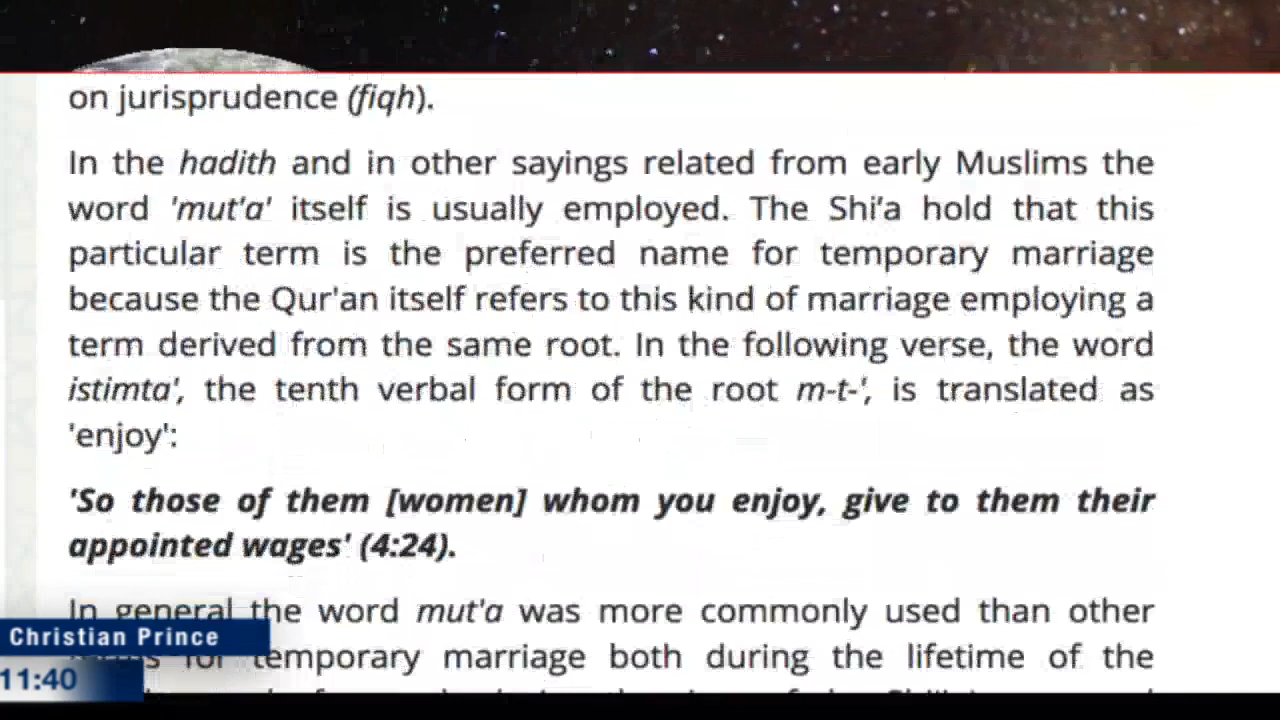 on jurisprudence (fiqh).
In the hadith and in other sayings related from early Muslims the
word 'mut'a' itself is usually employed. The Shi'a hold that this
particular term is the preferred name for temporary marriage
because the Qur'an itself refers to this kind of marriage employing a
term derived from the same root. In the following verse, the word
istimta', the tenth verbal form of the root m-t-', is translated as
'enjoy':
'So those of them [women] whom you enjoy, give to them their
appointed wages' (4:24).
In general the word mut'a was more commonly used than other
for temporary marriage both during the lifetime of the
Christian Prince
11:40